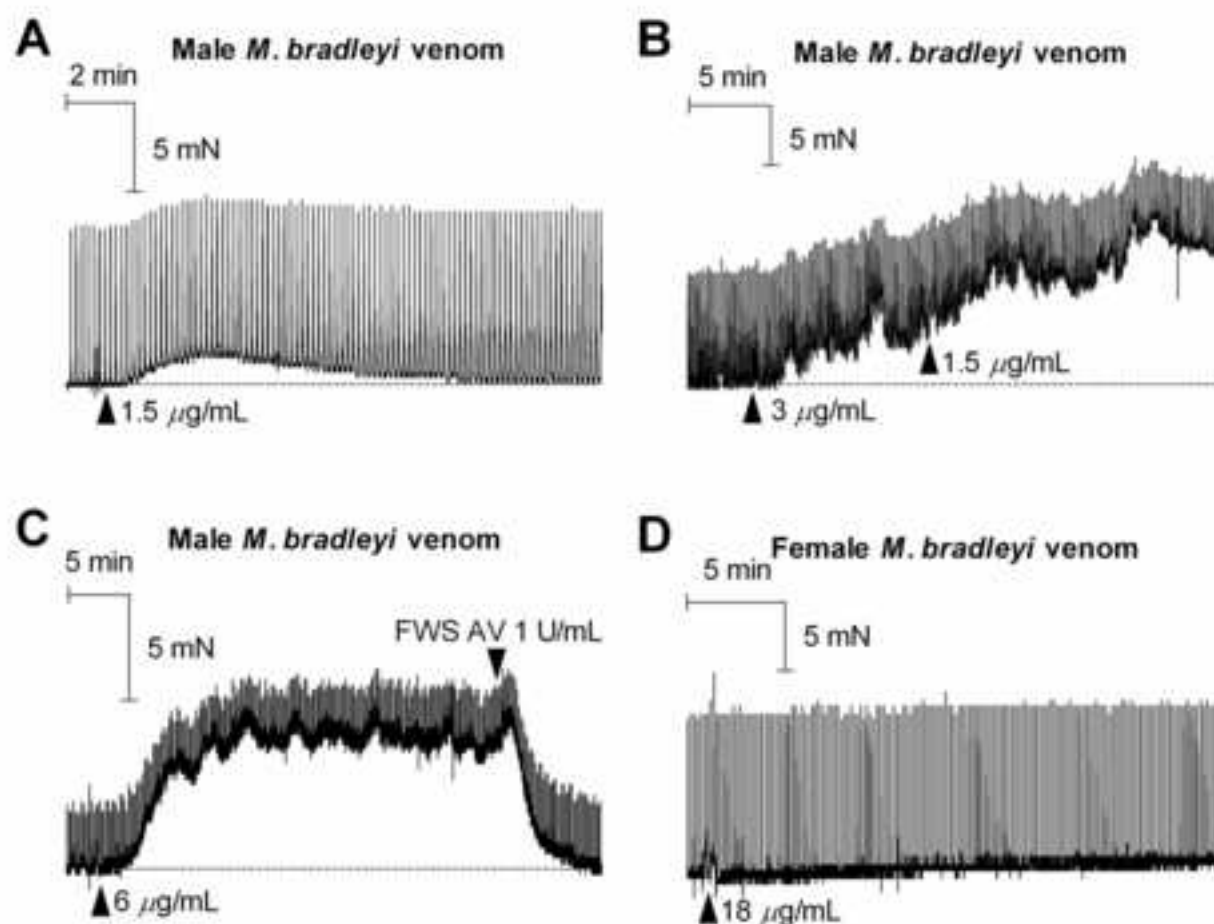 A
Male M. bradleyi venom
2 min
5 mN
1.5 μg/mL
B
Male M. bradleyi venom
5 min
5 mN
1.5 μg/mL
3 μg/mL
C
Male M. bradleyi venom
5 min
5 mN
FWS AV 1 U/mL
6 μg/mL
D
Female M. bradleyi venom
5 min
5 mN
18 μg/mL